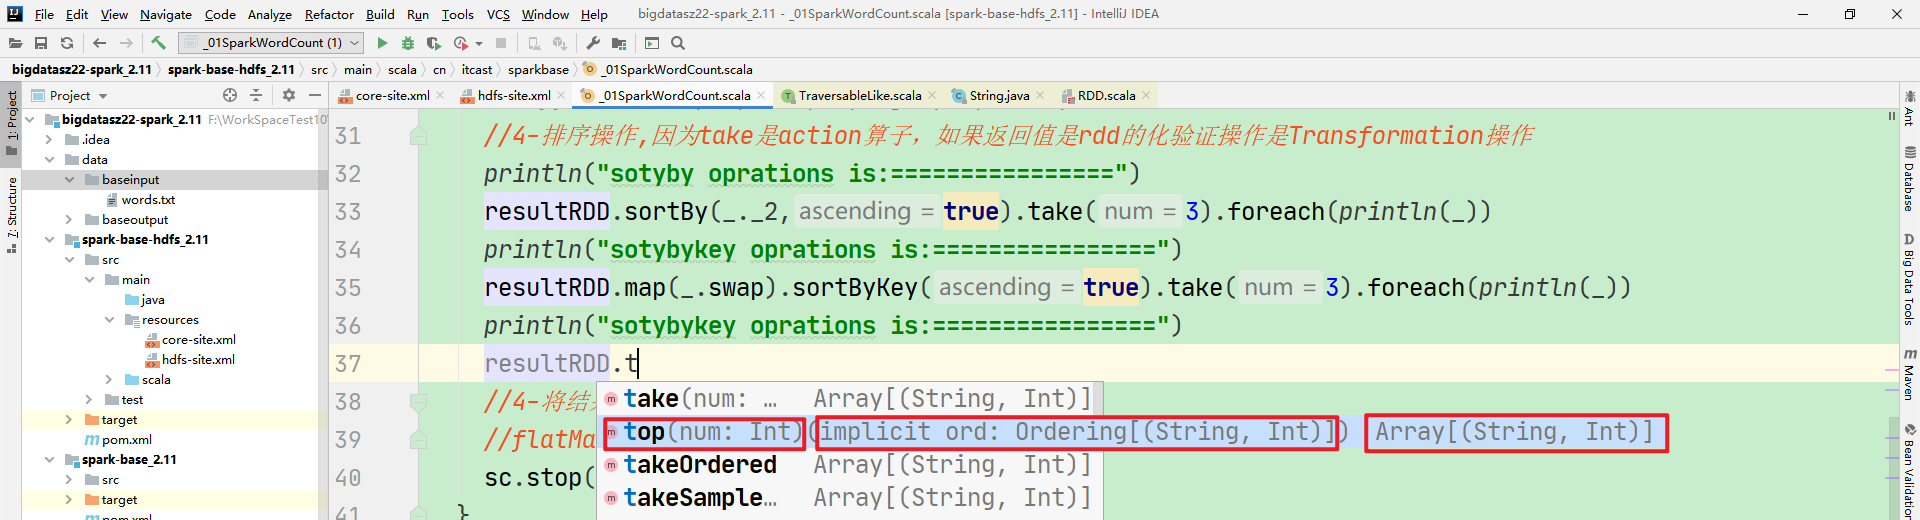 File Edit View Navigate Code Analyze Refactor Build Run Tools VCS Window Help bigdatasz22-spark_2.11 - _01SparkWordCount.scala [spark-base-hdfs_2.11] - IntelliJ IDEA
_01SparkWordCount (1)
bigdatasz22-spark_2.11 spark-base-hdfs_2.11 src main scala cn itcast sparkbase _01SparkWordCount.scala
Project core-site.xml hdfs-site.xml _01SparkWordCount.scala TraversableLike.scala String.java RDD.scala
1: Project
7: Structure
bigdatasz22-spark_2.11 F:\WorkSpaceTest10
.idea
data
baseinput
words.txt
baseoutput
spark-base-hdfs_2.11
src
main
java
resources
core-site.xml
hdfs-site.xml
scala
test
target
pom.xml
spark-base_2.11
src
target
pom.xml
31 //4-排序操作,因为take是action算子，如果返回值是rdd的化验证操作是Transformation操作
32 println("sotyby oprations is:================")
33 resultRDD.sortBy(_._2, ascending = true).take( num = 3).foreach(println(_))
34 println("sotybykey oprations is:================")
35 resultRDD.map(_.swap).sortByKey( ascending = true).take( num = 3).foreach(println(_))
36 println("sotybykey oprations is:================")
37 resultRDD.t
38 //4-将结
39 //flatMa
40 sc.stop(
41 }
take(num: … Array[(String, Int)]
top(num: Int)(implicit ord: Ordering[(String, Int)]) Array[(String, Int)]
takeOrdered Array[(String, Int)]
takeSample… Array[(String, Int)]
Ant
Database
Big Data Tools
Maven
Bean Validation